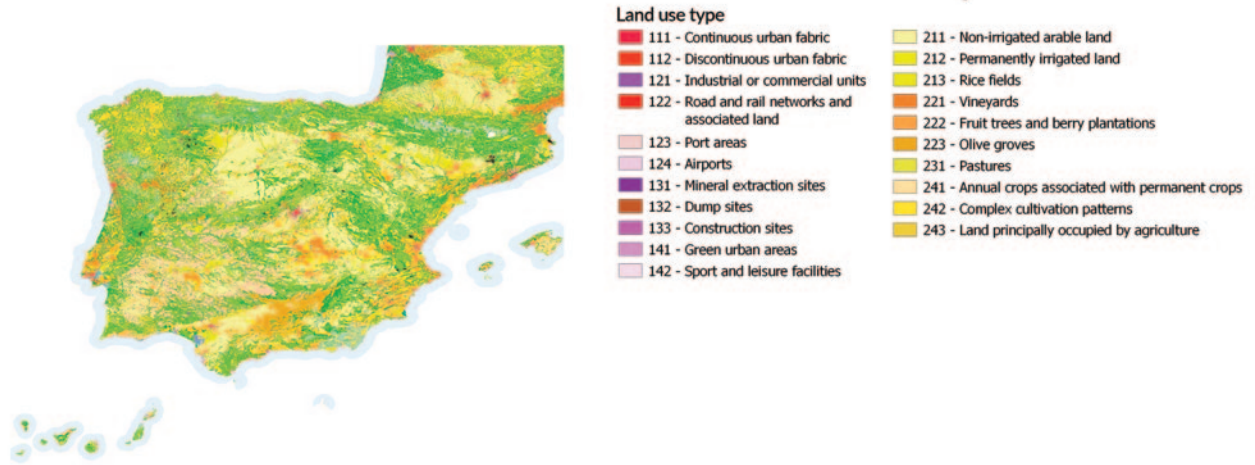 Land use type
111 - Continuous urban fabric
112 - Discontinuous urban fabric
121 - Industrial or commercial units
122 - Road and rail networks and
associated land
123 - Port areas
124 - Airports
131 - Mineral extraction sites
132 - Dump sites
133 - Construction sites
141 - Green urban areas
142 - Sport and leisure facilities
211 - Non-irrigated arable land
212 - Permanently irrigated land
213 - Rice fields
221 - Vineyards
222 - Fruit trees and berry plantations
223 - Olive groves
231 - Pastures
241 - Annual crops associated with permanent crops
242 - Complex cultivation patterns
243 - Land principally occupied by agriculture